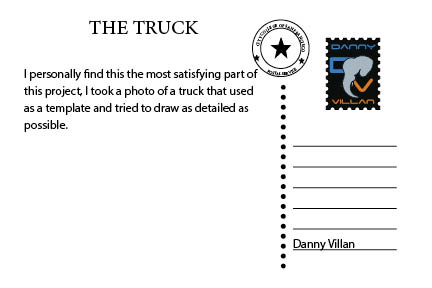 THE TRUCK
I personally find this the most satisfying part of
this project, I took a photo of a truck that used
as a template and tried to draw as detailed as
possible.
DANNY
VILLAN
Danny Villan